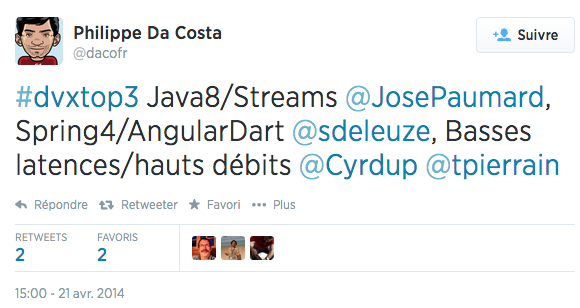 Philippe Da Costa
@dacofr
Suivre
#dvxtop3 Java8/Streams @JosePaumard,
Spring4/AngularDart @sdeleuze, Basses
latences/hauts débits @Cyrdup @tpierrain
Répondre Retweeter Favori Plus
RETWEETS FAVORIS
2 2
15:00 - 21 avr. 2014